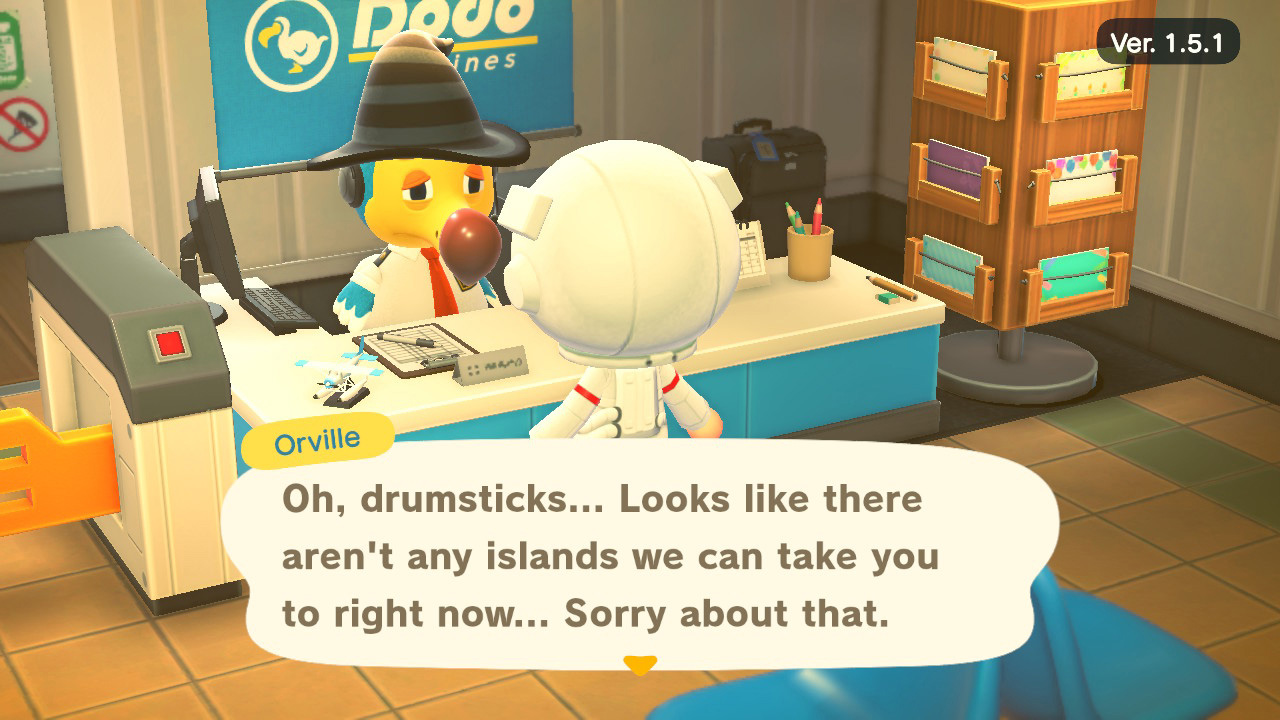 Dodo
ines
Ver. 1.5.1
Orville
Oh, drumsticks... Looks like there
aren't any islands we can take you
to right now... Sorry about that.